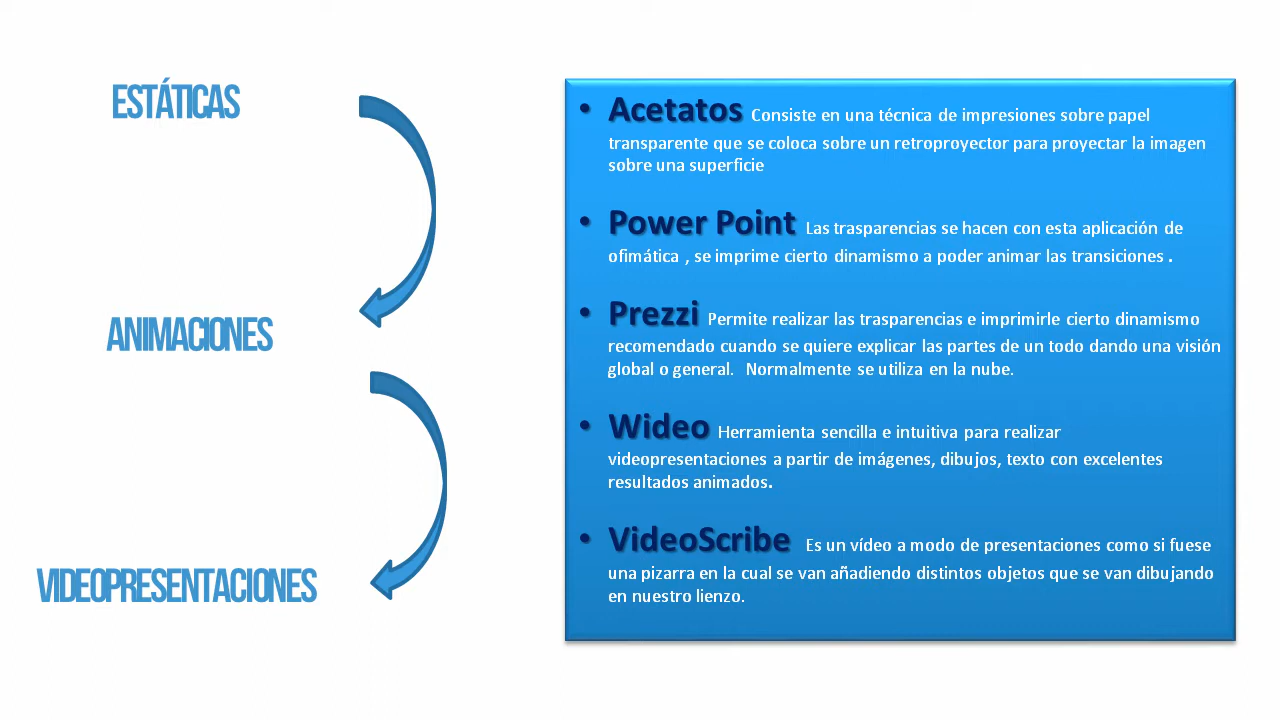 ESTÁTICAS
ANIMACIONES
VIDEOPRESENTACIONES
• Acetatos Consiste en una técnica de impresiones sobre papel
transparente que se coloca sobre un retroproyector para proyectar la imagen
sobre una superficie
• Power Point Las trasparencias se hacen con esta aplicación de
ofimática , se imprime cierto dinamismo a poder animar las transiciones .
• Prezzi Permite realizar las trasparencias e imprimirle cierto dinamismo
recomendado cuando se quiere explicar las partes de un todo dando una visión
global o general. Normalmente se utiliza en la nube.
• Wideo Herramienta sencilla e intuitiva para realizar
videopresentaciones a partir de imágenes, dibujos, texto con excelentes
resultados animados.
• VideoScribe Es un vídeo a modo de presentaciones como si fuese
una pizarra en la cual se van añadiendo distintos objetos que se van dibujando
en nuestro lienzo.